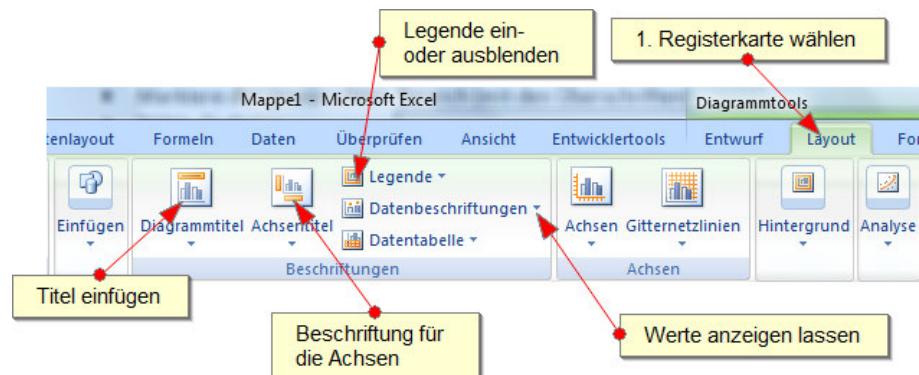 Legende ein-
oder ausblenden
1. Registerkarte wählen
Mappe1 - Microsoft Excel
Diagrammtools
tenlayout Formeln Daten Überprüfen Ansicht Entwicklertools Entwurf Layout For
Einfügen
Diagrammtitel
Achsentitel
Legende
Datenbeschriftungen
Datentabelle
Achsen
Gitternetzlinien
Hintergrund
Analyse
Beschriftungen
Achsen
Titel einfügen
Beschriftung für
die Achsen
Werte anzeigen lassen